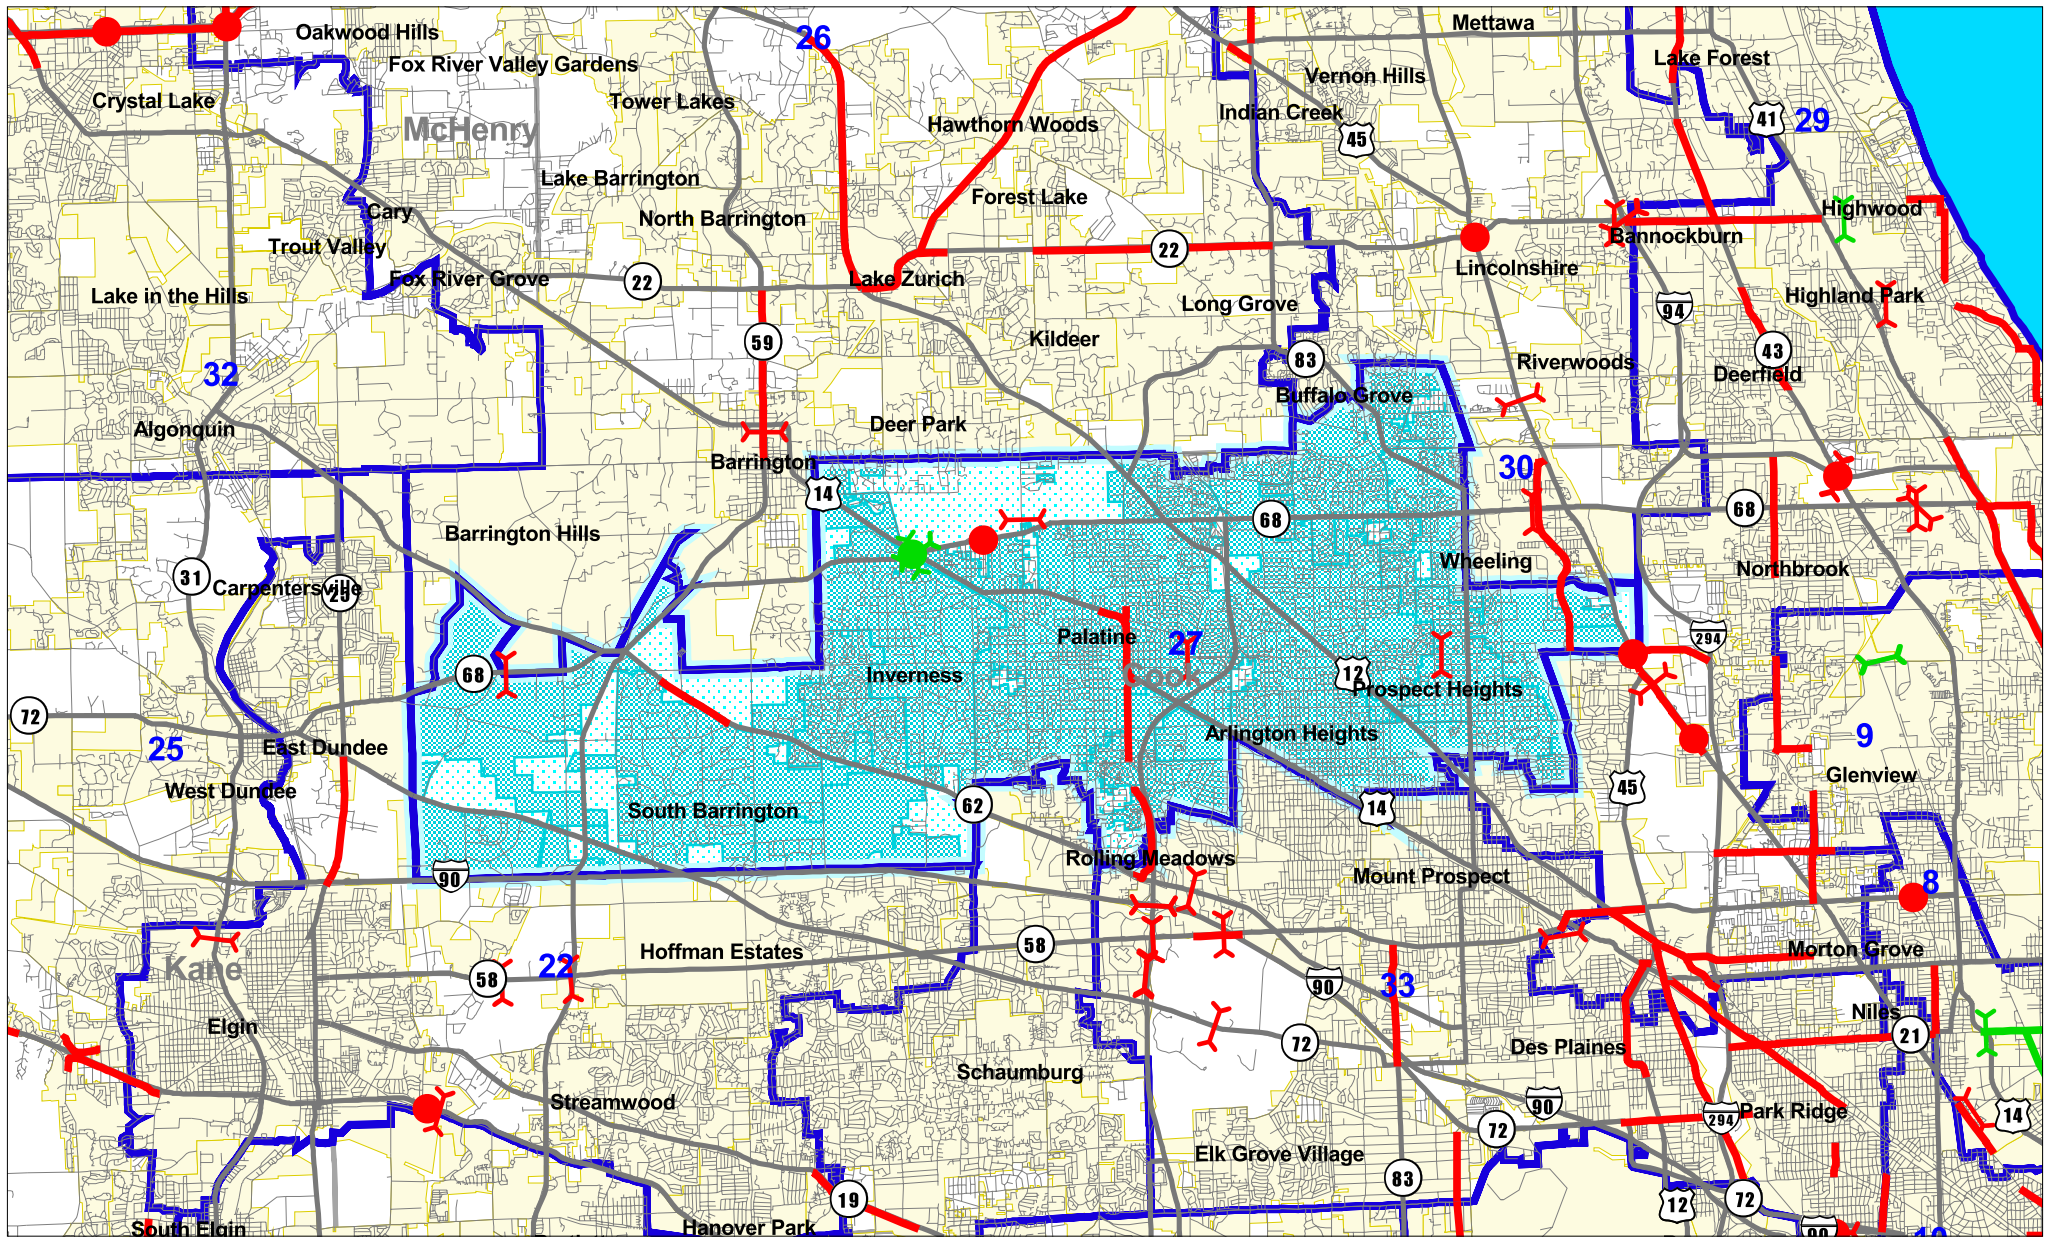 Mettawa
Oakwood Hills
26
Lake Forest
Fox River Valley Gardens
Vernon Hills
Crystal Lake
Tower Lakes
Indian Creek
41
29
McHenry
Hawthorn Woods
45
Lake Barrington
Forest Lake
Cary
North Barrington
Highwood
Trout Valley
Bannockburn
22
Fox River Grove
22
Lake Zurich
Lincolnshire
Lake in the Hills
Long Grove
94
Highland Park
59
Kildeer
83
43
32
Riverwoods
Deerfield
Buffalo Grove
Algonquin
Deer Park
Barrington
30
14
68
68
Barrington Hills
Wheeling
31
Carpentersville
25
Northbrook
Palatine
27
294
68
Inverness
Cook
12
Prospect Heights
72
25
East Dundee
Arlington Heights
9
West Dundee
Glenview
45
South Barrington
62
14
Rolling Meadows
90
Mount Prospect
8
Hoffman Estates
58
Morton Grove
Kane
58
22
90
33
Elgin
Niles
21
72
Des Plaines
Schaumburg
Streamwood
90
Park Ridge
294
14
72
Elk Grove Village
83
19
12
72
South Elgin
Hanover Park
90
10